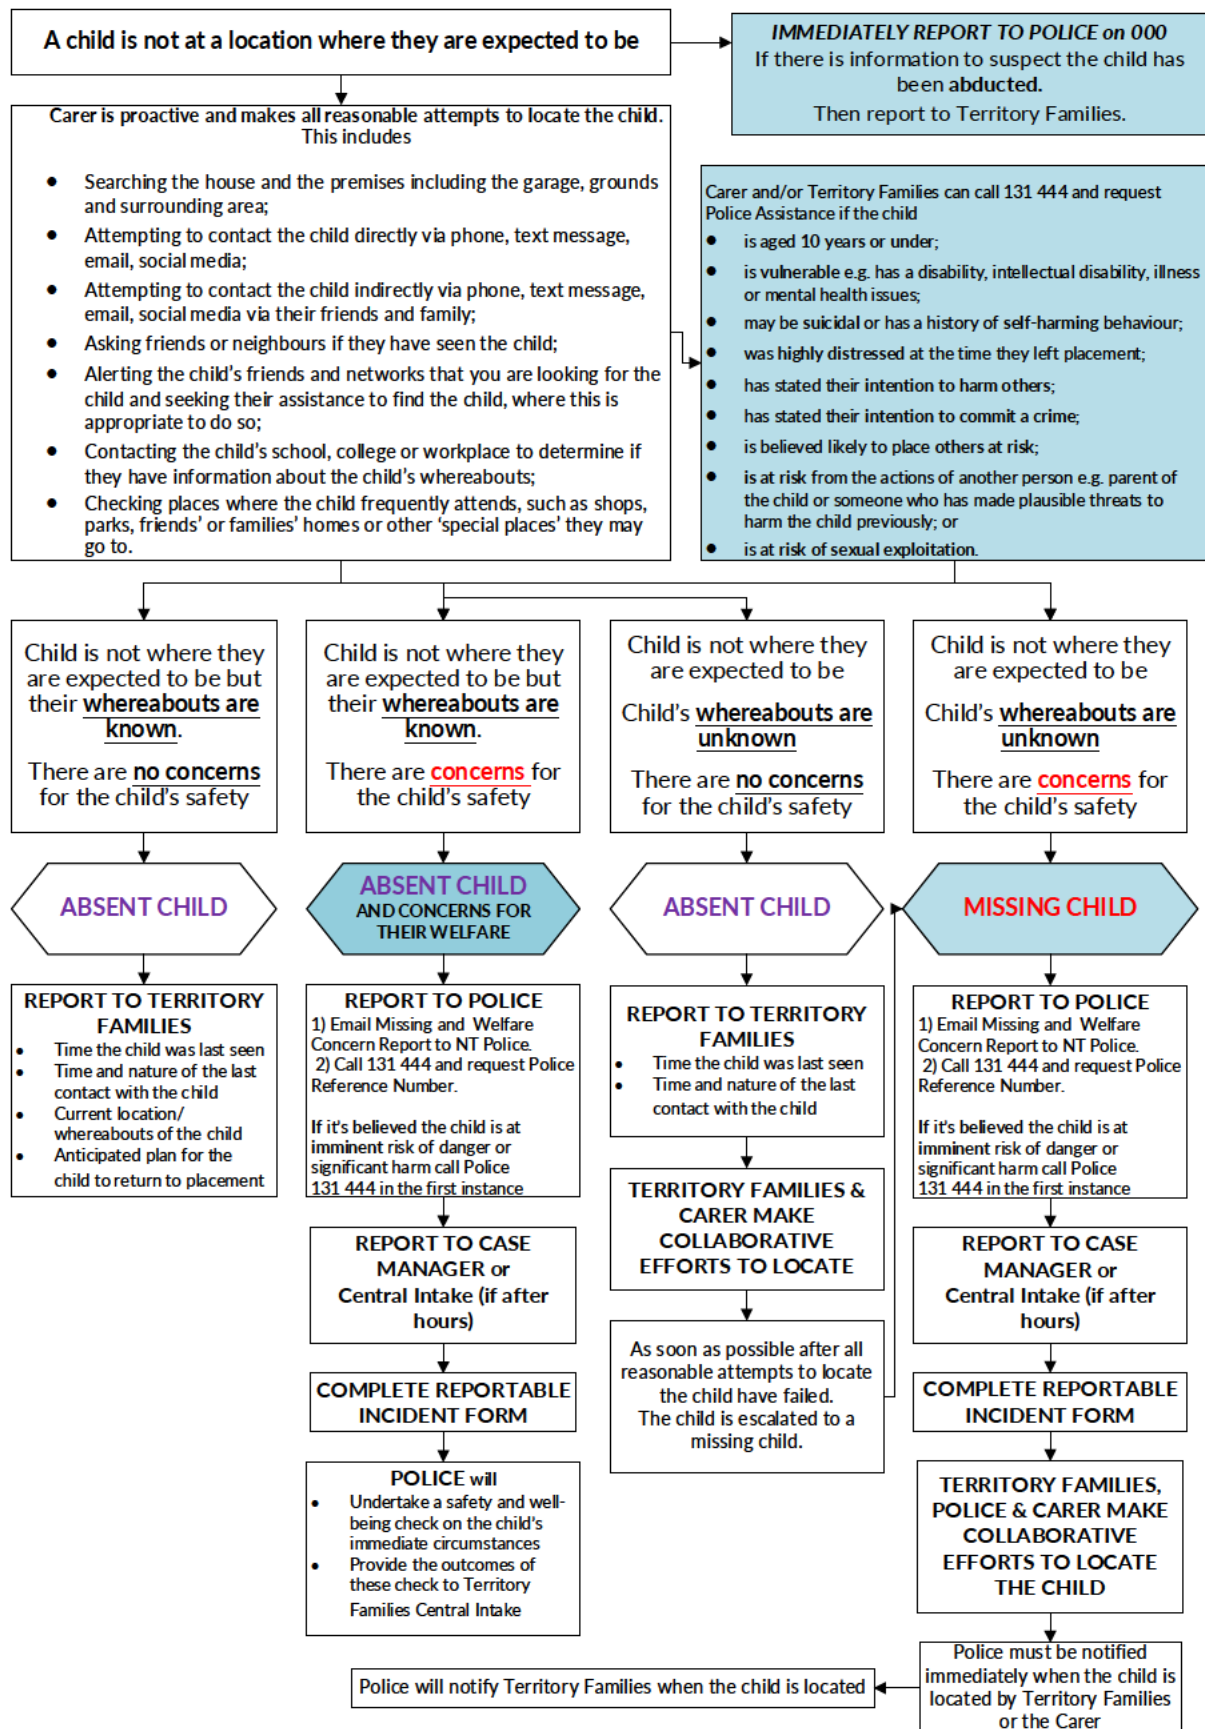 A child is not at a location where they are expected to be
IMMEDIATELY REPORT TO POLICE on 000
If there is information to suspect the child has
been abducted.
Then report to Territory Families.
Carer is proactive and makes all reasonable attempts to locate the child.
This includes
● Searching the house and the premises including the garage, grounds
and surrounding area;
● Attempting to contact the child directly via phone, text message,
email, social media;
● Attempting to contact the child indirectly via phone, text message,
email, social media via their friends and family;
● Asking friends or neighbours if they have seen the child;
● Alerting the child's friends and networks that you are looking for the
child and seeking their assistance to find the child, where this is
appropriate to do so;
● Contacting the child's school, college or workplace to determine if
they have information about the child's whereabouts;
● Checking places where the child frequently attends, such as shops,
parks, friends' or families' homes or other 'special places' they may
go to.
Carer and/or Territory Families can call 131 444 and request
Police Assistance if the child
● is aged 10 years or under;
● is vulnerable e.g. has a disability, intellectual disability, illness
or mental health issues;
● may be suicidal or has a history of self-harming behaviour;
● was highly distressed at the time they left placement;
● has stated their intention to harm others;
● has stated their intention to commit a crime;
● is believed likely to place others at risk;
● is at risk from the actions of another person e.g. parent of
the child or someone who has made plausible threats to
harm the child previously; or
● is at risk of sexual exploitation.
Child is not where they
are expected to be but
their whereabouts are
known.
There are no concerns
for the child's safety
ABSENT CHILD
REPORT TO TERRITORY
FAMILIES
• Time the child was last seen
• Time and nature of the last
contact with the child
• Current location/
whereabouts of the child
• Anticipated plan for the
child to return to placement
Child is not where they
are expected to be but
their whereabouts are
known.
There are concerns for
the child's safety
ABSENT CHILD
AND CONCERNS FOR
THEIR WELFARE
REPORT TO POLICE
1) Email Missing and Welfare
Concern Report to NT Police.
2) Call 131 444 and request Police
Reference Number.
If it's believed the child is at
imminent risk of danger or
significant harm call Police
131 444 in the first instance
REPORT TO CASE
MANAGER or
Central Intake (if after
hours)
COMPLETE REPORTABLE
INCIDENT FORM
POLICE will
• Undertake a safety and well-
being check on the child's
immediate circumstances
• Provide the outcomes of
these check to Territory
Families Central Intake
Child is not where they
are expected to be
Child's whereabouts are
unknown
There are no concerns
for the child's safety
ABSENT CHILD
REPORT TO TERRITORY
FAMILIES
• Time the child was last seen
• Time and nature of the last
contact with the child
TERRITORY FAMILIES &
CARER MAKE
COLLABORATIVE
EFFORTS TO LOCATE
As soon as possible after all
reasonable attempts to locate
the child have failed.
The child is escalated to a
missing child.
Child is not where they
are expected to be
Child's whereabouts are
unknown
There are concerns for
the child's safety
MISSING CHILD
REPORT TO POLICE
1) Email Missing and Welfare
Concern Report to NT Police.
2) Call 131 444 and request Police
Reference Number.
If it's believed the child is at
imminent risk of danger or
significant harm call Police
131 444 in the first instance
REPORT TO CASE
MANAGER or
Central Intake (if after
hours)
COMPLETE REPORTABLE
INCIDENT FORM
TERRITORY FAMILIES,
POLICE & CARER MAKE
COLLABORATIVE
EFFORTS TO LOCATE
THE CHILD
Police must be notified
immediately when the child is
located by Territory Families
or the Carer
Police will notify Territory Families when the child is located